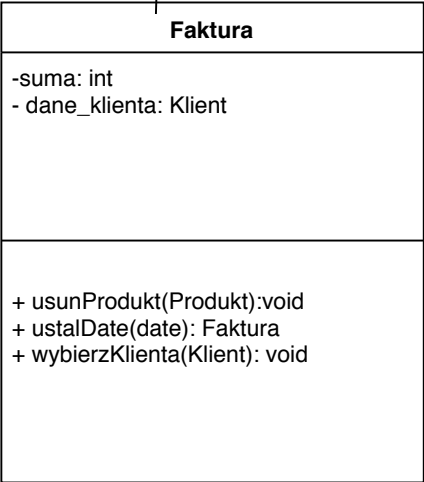 Faktura
-suma: int
- dane_klienta: Klient
+ usunProdukt(Produkt):void
+ ustalDate(date): Faktura
+ wybierzKlienta(Klient): void